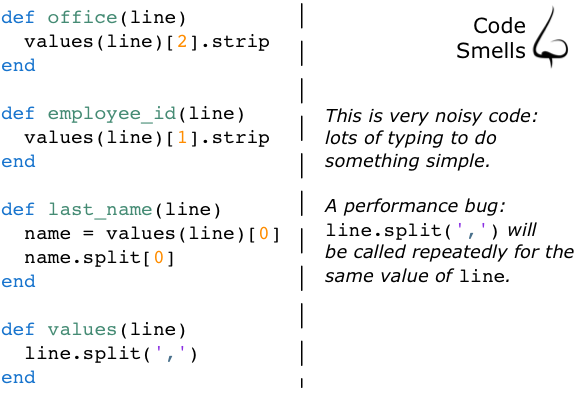 def office(line)
  values(line)[2].strip
end

def employee_id(line)
  values(line)[1].strip
end

def last_name(line)
  name = values(line)[0]
  name.split[0]
end

def values(line)
  line.split(',')
end

Code
Smells

This is very noisy code:
lots of typing to do
something simple.

A performance bug:
line.split(',') will
be called repeatedly for the
same value of line.